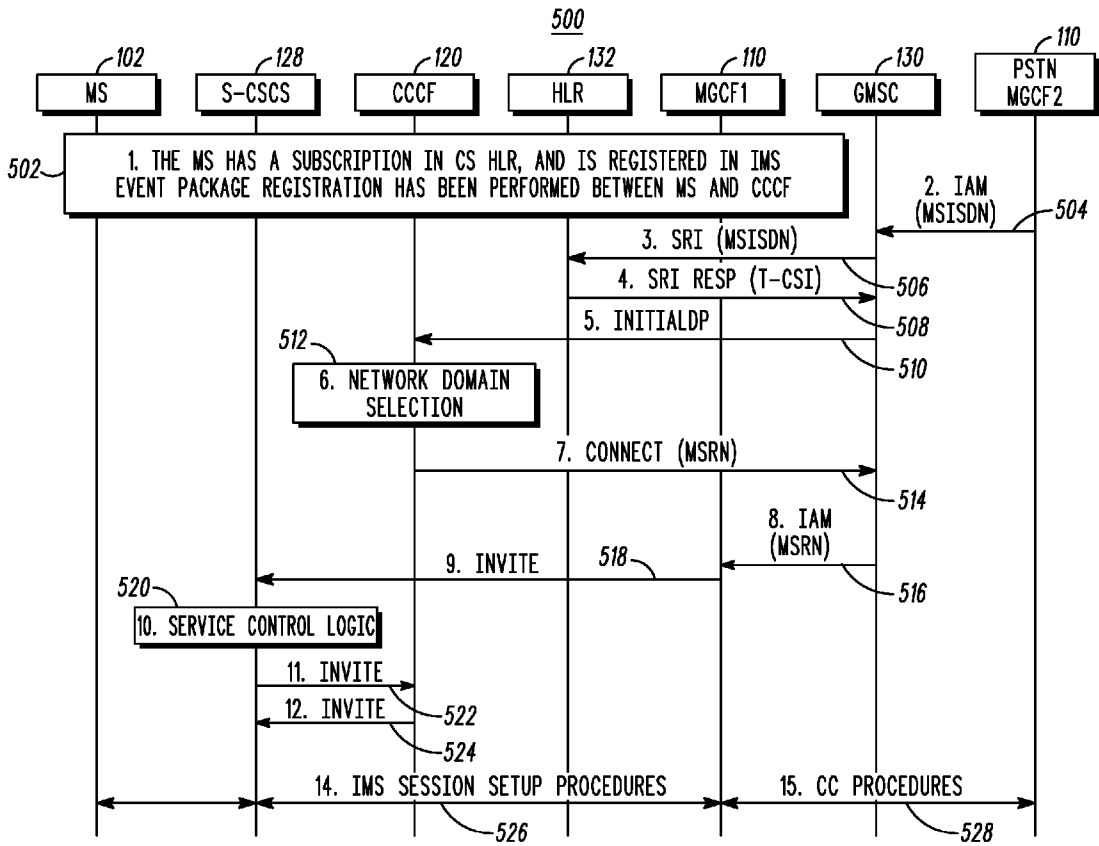 500
102
128
120
132
110
130
110
MS
S-CSCS
CCCF
HLR
MGCF1
GMSC
PSTN
MGCF2
502
1. THE MS HAS A SUBSCRIPTION IN CS HLR, AND IS REGISTERED IN IMS
EVENT PACKAGE REGISTRATION HAS BEEN PERFORMED BETWEEN MS AND CCCF
2. IAM
(MSISDN)
504
3. SRI (MSISDN)
506
4. SRI RESP (T-CSI)
508
5. INITIALDP
510
512
6. NETWORK DOMAIN
SELECTION
7. CONNECT (MSRN)
514
8. IAM
(MSRN)
516
9. INVITE
518
520
10. SERVICE CONTROL LOGIC
11. INVITE
522
12. INVITE
524
14. IMS SESSION SETUP PROCEDURES
526
15. CC PROCEDURES
528